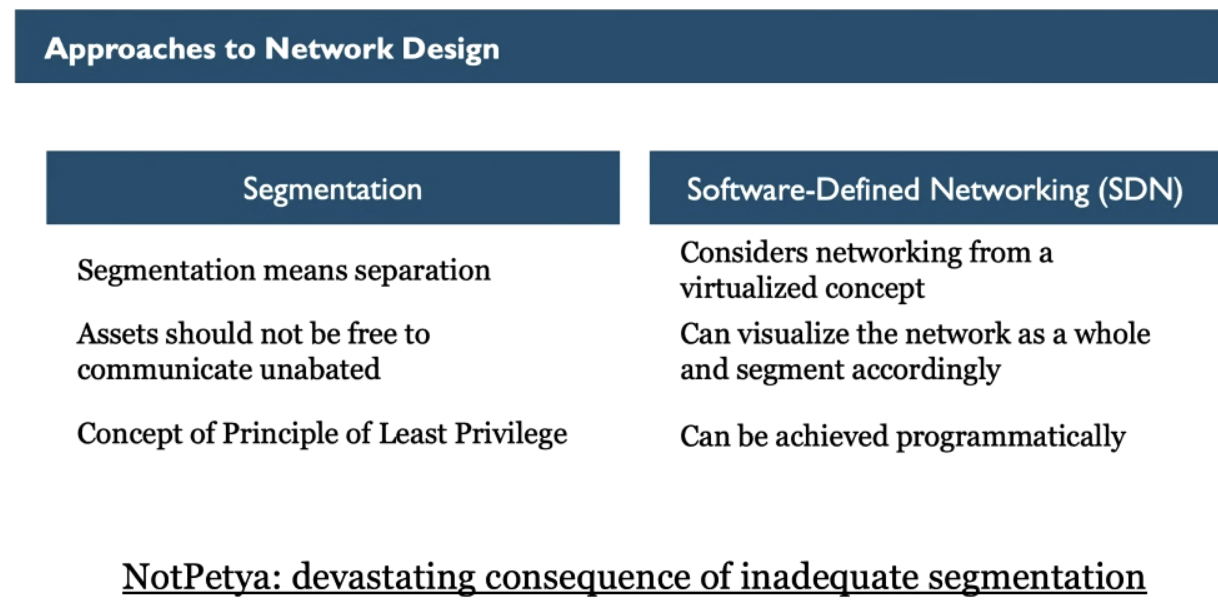 Approaches to Network Design
Segmentation
Segmentation means separation
Assets should not be free to
communicate unabated
Concept of Principle of Least Privilege
Software-Defined Networking (SDN)
Considers networking from a
virtualized concept
Can visualize the network as a whole
and segment accordingly
Can be achieved programmatically
NotPetya: devastating consequence of inadequate segmentation